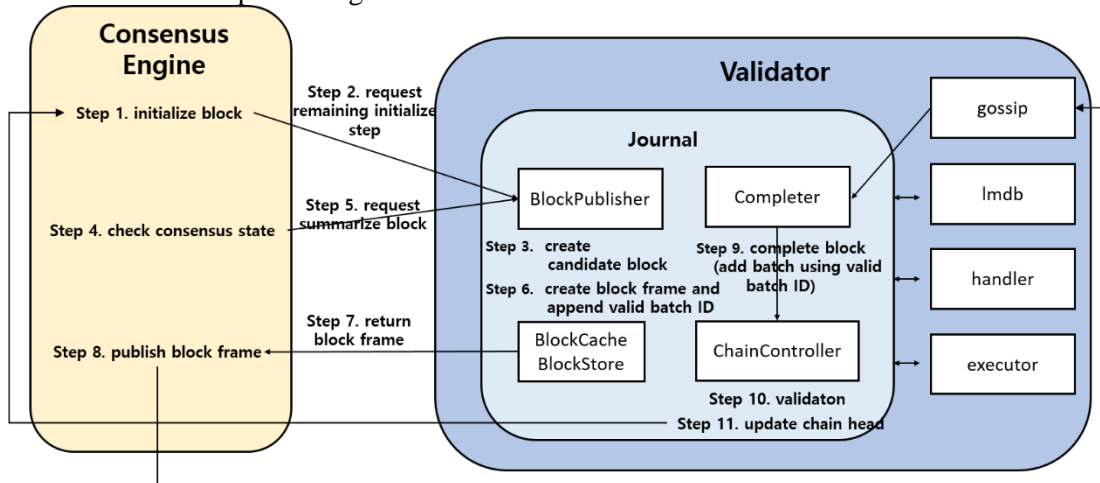 Consensus
Engine
Step 1. initialize block
Step 4. check consensus state
Step 8. publish block frame
Step 2. request
remaining initialize
step
Step 5. request
summarize block
Step 7. return
block frame
Validator
Journal
BlockPublisher
Step 3. create
candidate block
Step 6. create block frame and
append valid batch ID
BlockCache
BlockStore
Completer
Step 9. complete block
(add batch using valid
batch ID)
ChainController
Step 10. validaton
Step 11. update chain head
gossip
lmdb
handler
executor